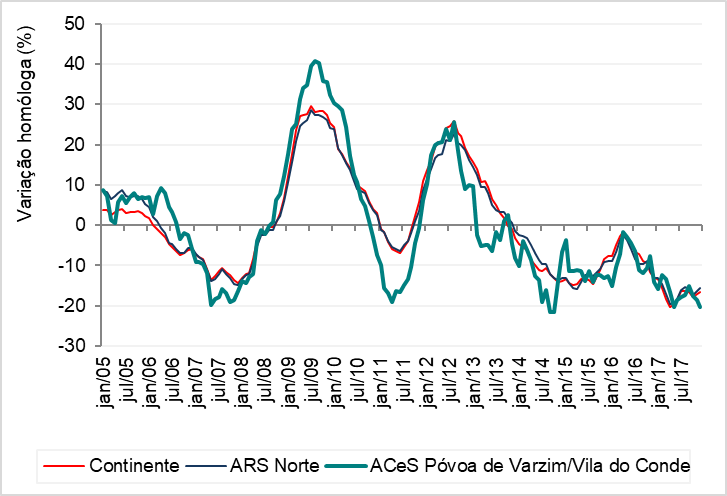 Variação homóloga (%)
50
40
30
20
10
0
-10
-20
-30
jan/05
jul/05
jan/06
jul/06
jan/07
jul/07
jan/08
jul/08
jan/09
jul/09
jan/10
jul/10
jan/11
jul/11
jan/12
jul/12
jan/13
jul/13
jan/14
jul/14
jan/15
jul/15
jan/16
jul/16
jan/17
jul/17
Continente
ARS Norte
ACeS Póvoa de Varzim/Vila do Conde